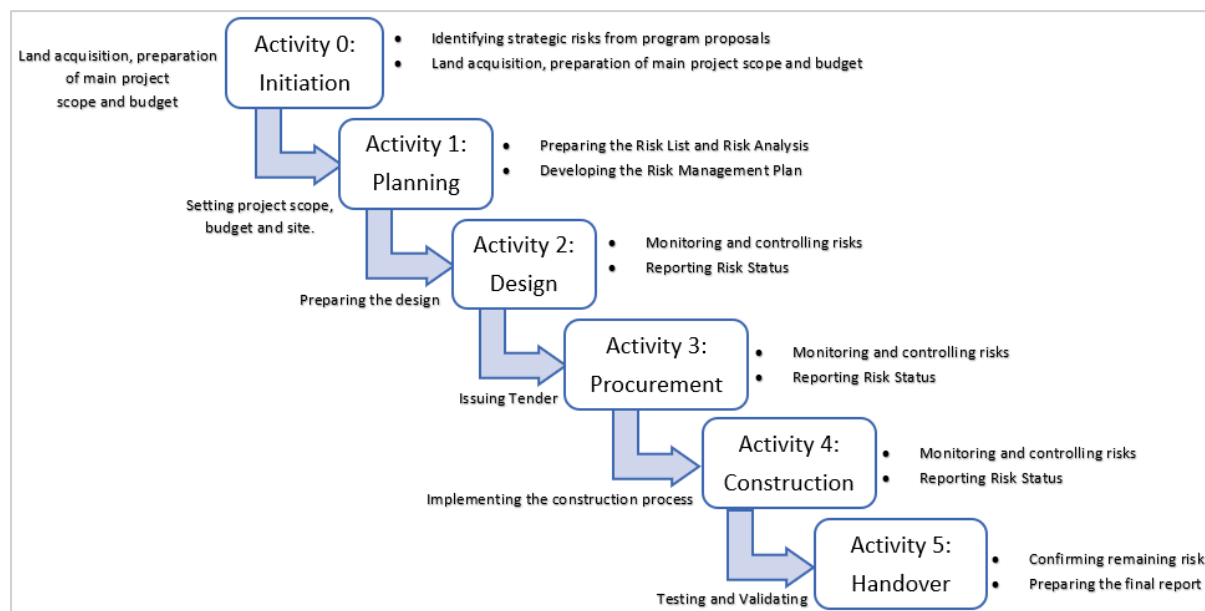 Land acquisition, preparation
of main project
scope and budget
Activity 0:
Initiation
• Identifying strategic risks from program proposals
• Land acquisition, preparation of main project scope and budget
Activity 1:
Planning
• Preparing the Risk List and Risk Analysis
• Developing the Risk Management Plan
Setting project scope,
budget and site.
Activity 2:
Design
• Monitoring and controlling risks
• Reporting Risk Status
Preparing the design
Activity 3:
Procurement
• Monitoring and controlling risks
• Reporting Risk Status
Issuing Tender
Activity 4:
Construction
• Monitoring and controlling risks
• Reporting Risk Status
Implementing the construction process
Activity 5:
Handover
• Confirming remaining risk
• Preparing the final report
Testing and Validating